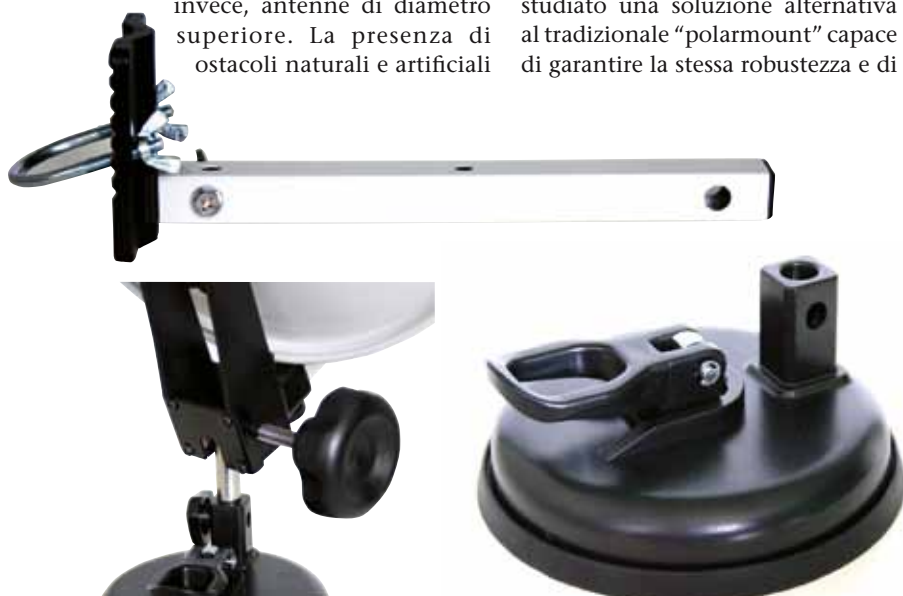 invece, antenne di diametro
superiore. La presenza di
ostacoli naturali e artificiali
studiato una soluzione alternativa
al tradizionale “polarmount” capace
di garantire la stessa robustezza e di